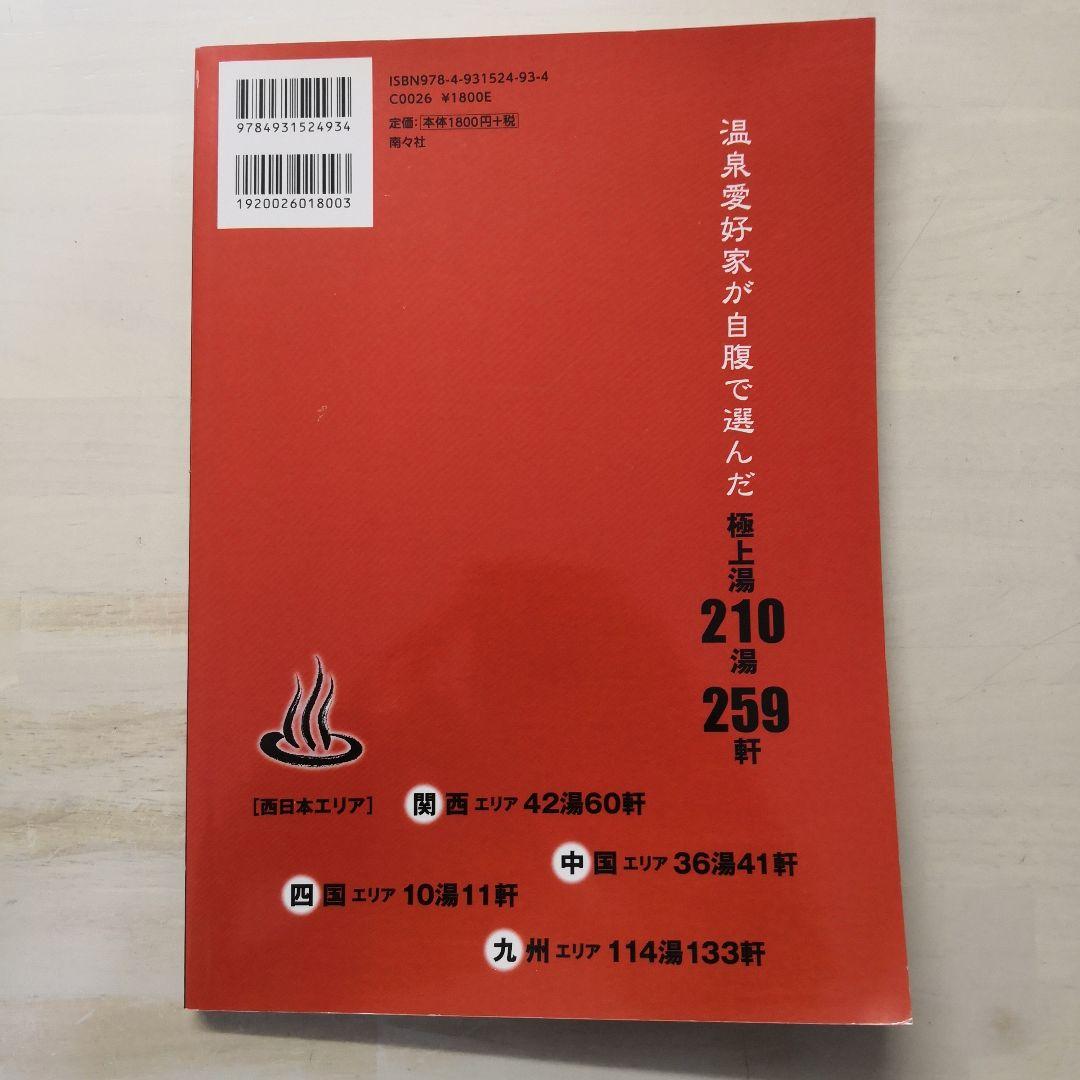 9784931524934
1920026018003
ISBN978-4-931524-93-4
C0026 ¥1800E
定価：本体1800円+税
南々社
温泉愛好家が自腹で選んだ
極上湯
210
湯
259
軒
[西日本エリア]
関西エリア 42湯60軒
中国エリア 36湯41軒
四国エリア 10湯11軒
九州エリア 114湯133軒